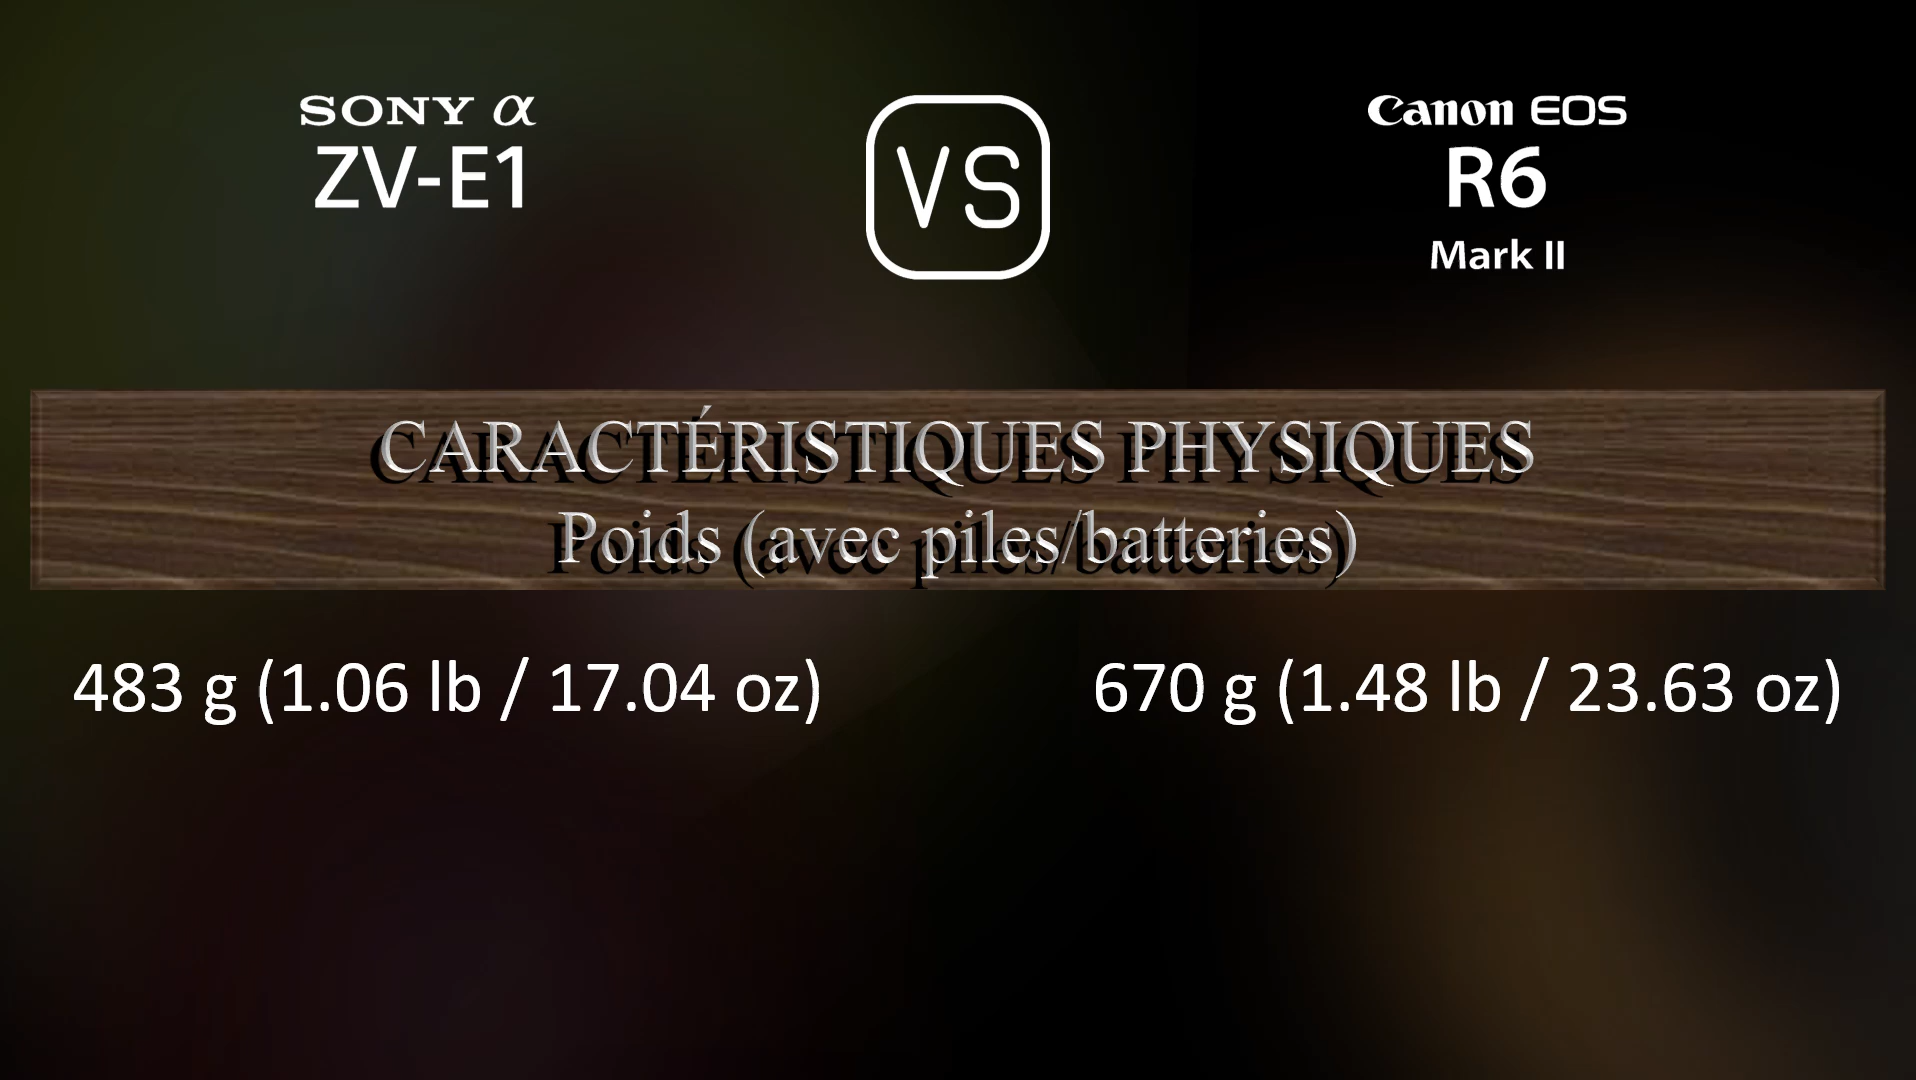 SONY α
ZV-E1
VS
Canon EOS
R6
Mark II
CARACTÉRISTIQUES PHYSIQUES
Poids (avec piles/batteries)
483 g (1.06 lb / 17.04 oz)
670 g (1.48 lb / 23.63 oz)